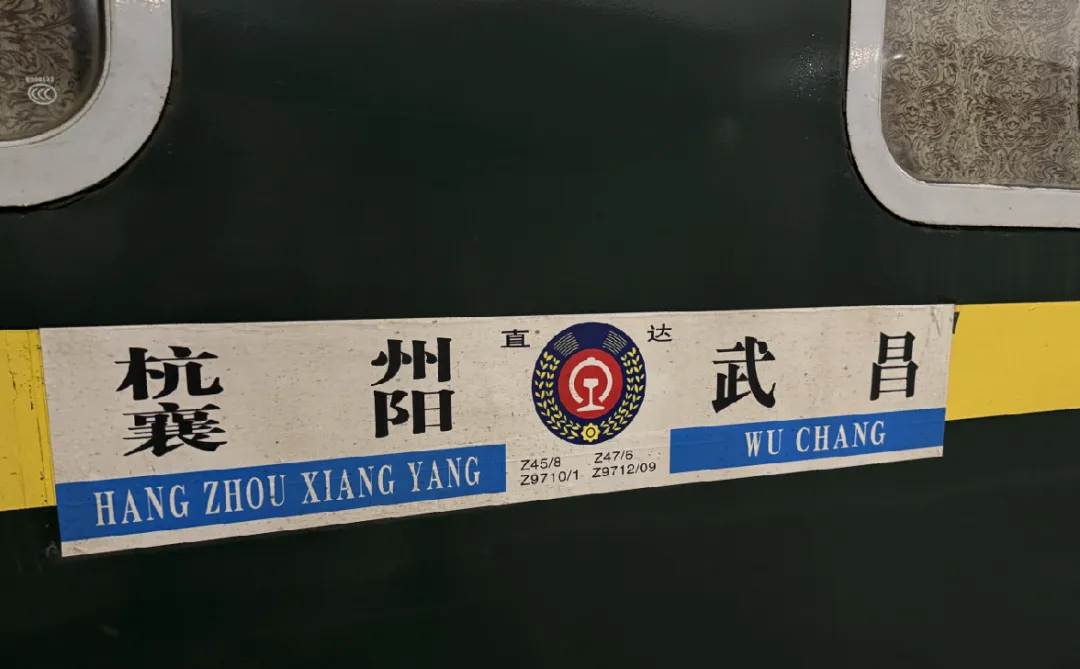 杭州
襄阳
HANG ZHOU XIANG YANG
直达
Z45/8 Z47/6
Z9710/1 Z9712/09
武昌
WU CHANG